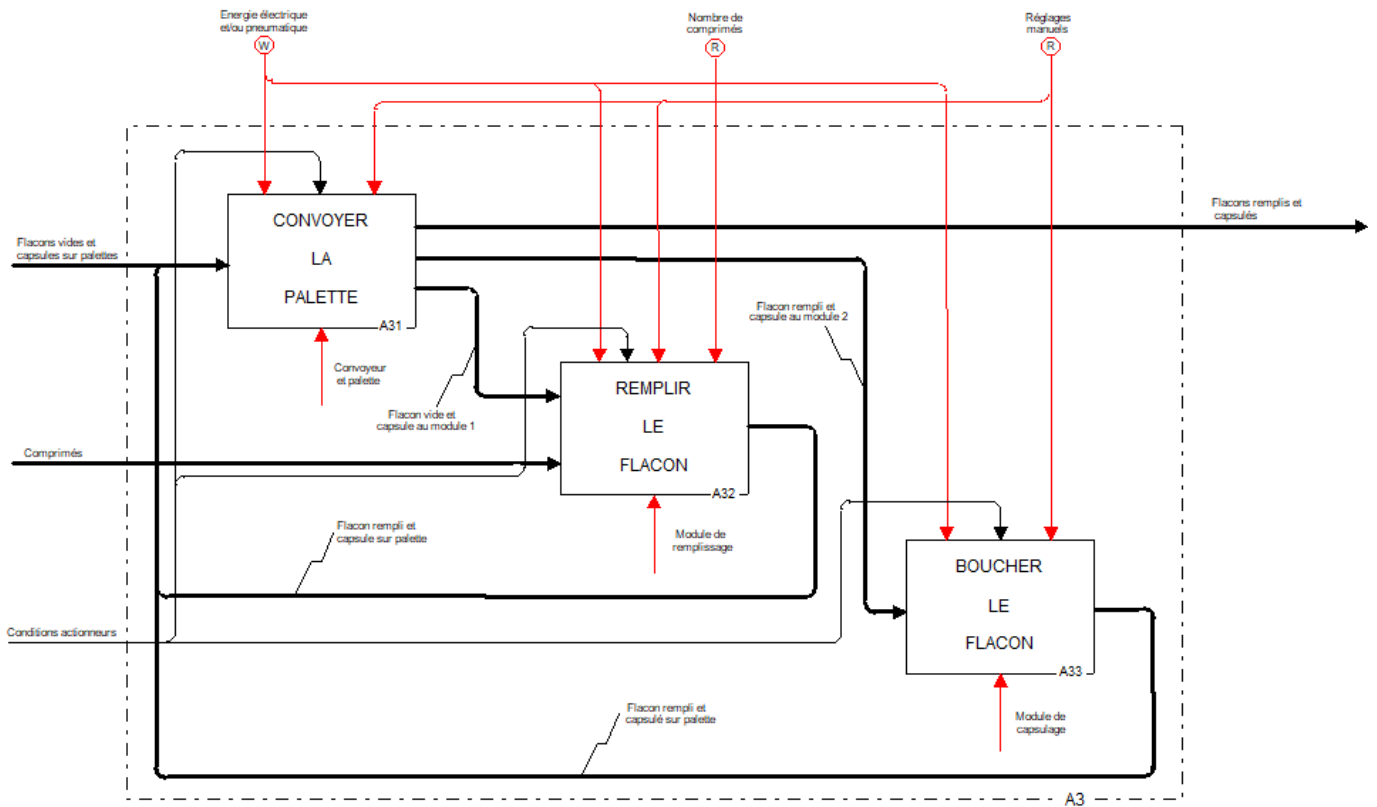 Energie électrique
et/ou pneumatique
W
Nombre de
comprimés
R
Réglages
manuels
R
CONVOYER
LA
PALETTE
A31
Flacons vides et
capsules sur palettes
Flacons remplis et
capsulés
Convoyeur
et palette
Flacon vide et
capsule au module 1
Flacon rempli et
capsule au module 2
REMPLIR
LE
FLACON
A32
Comprimés
Module de
remplissage
Flacon rempli et
capsule sur palette
Conditions actionneurs
BOUCHER
LE
FLACON
A33
Module de
capsulage
Flacon rempli et
capsulé sur palette
A3